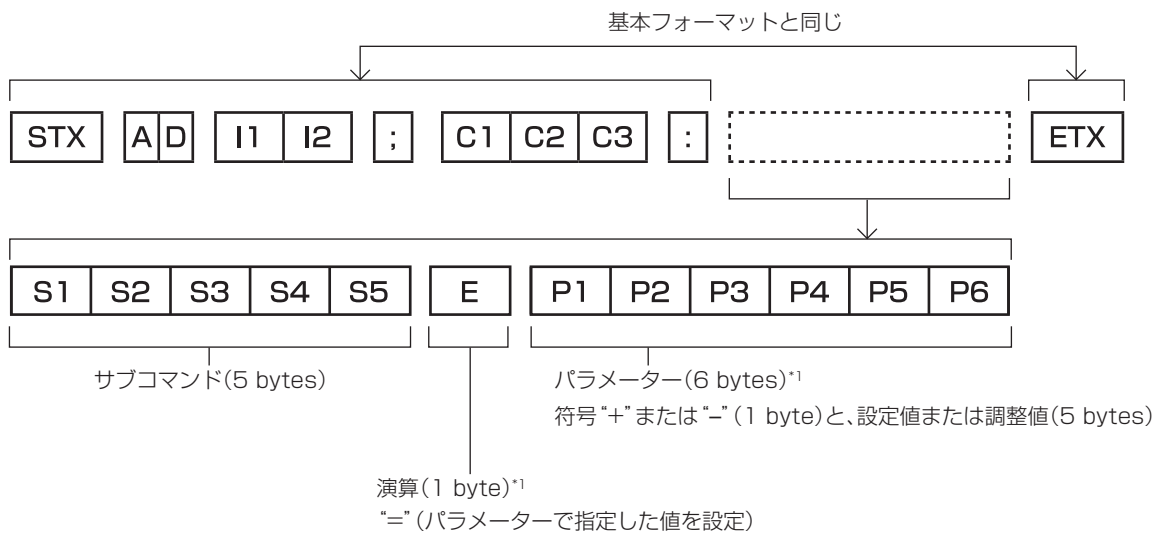 基本フォーマットと同じ
STX A D I1 I2 ; C1 C2 C3 : ETX
S1 S2 S3 S4 S5 E P1 P2 P3 P4 P5 P6
サブコマンド(5 bytes)
パラメーター(6 bytes)*1
符号“+”または“−”(1 byte)と、設定値または調整値(5 bytes)
演算(1 byte)*1
“=”(パラメーターで指定した値を設定)